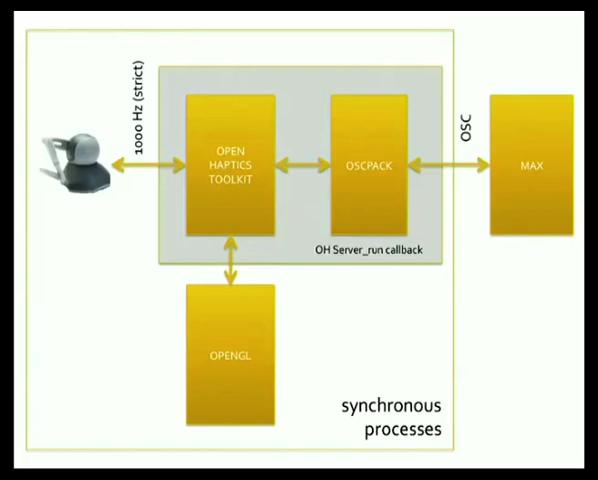 1000 Hz (strict)
OPEN
HAPTICS
TOOLKIT
OSCPACK
OSC
MAX
OH Server_run callback
OPENGL
synchronous
processes